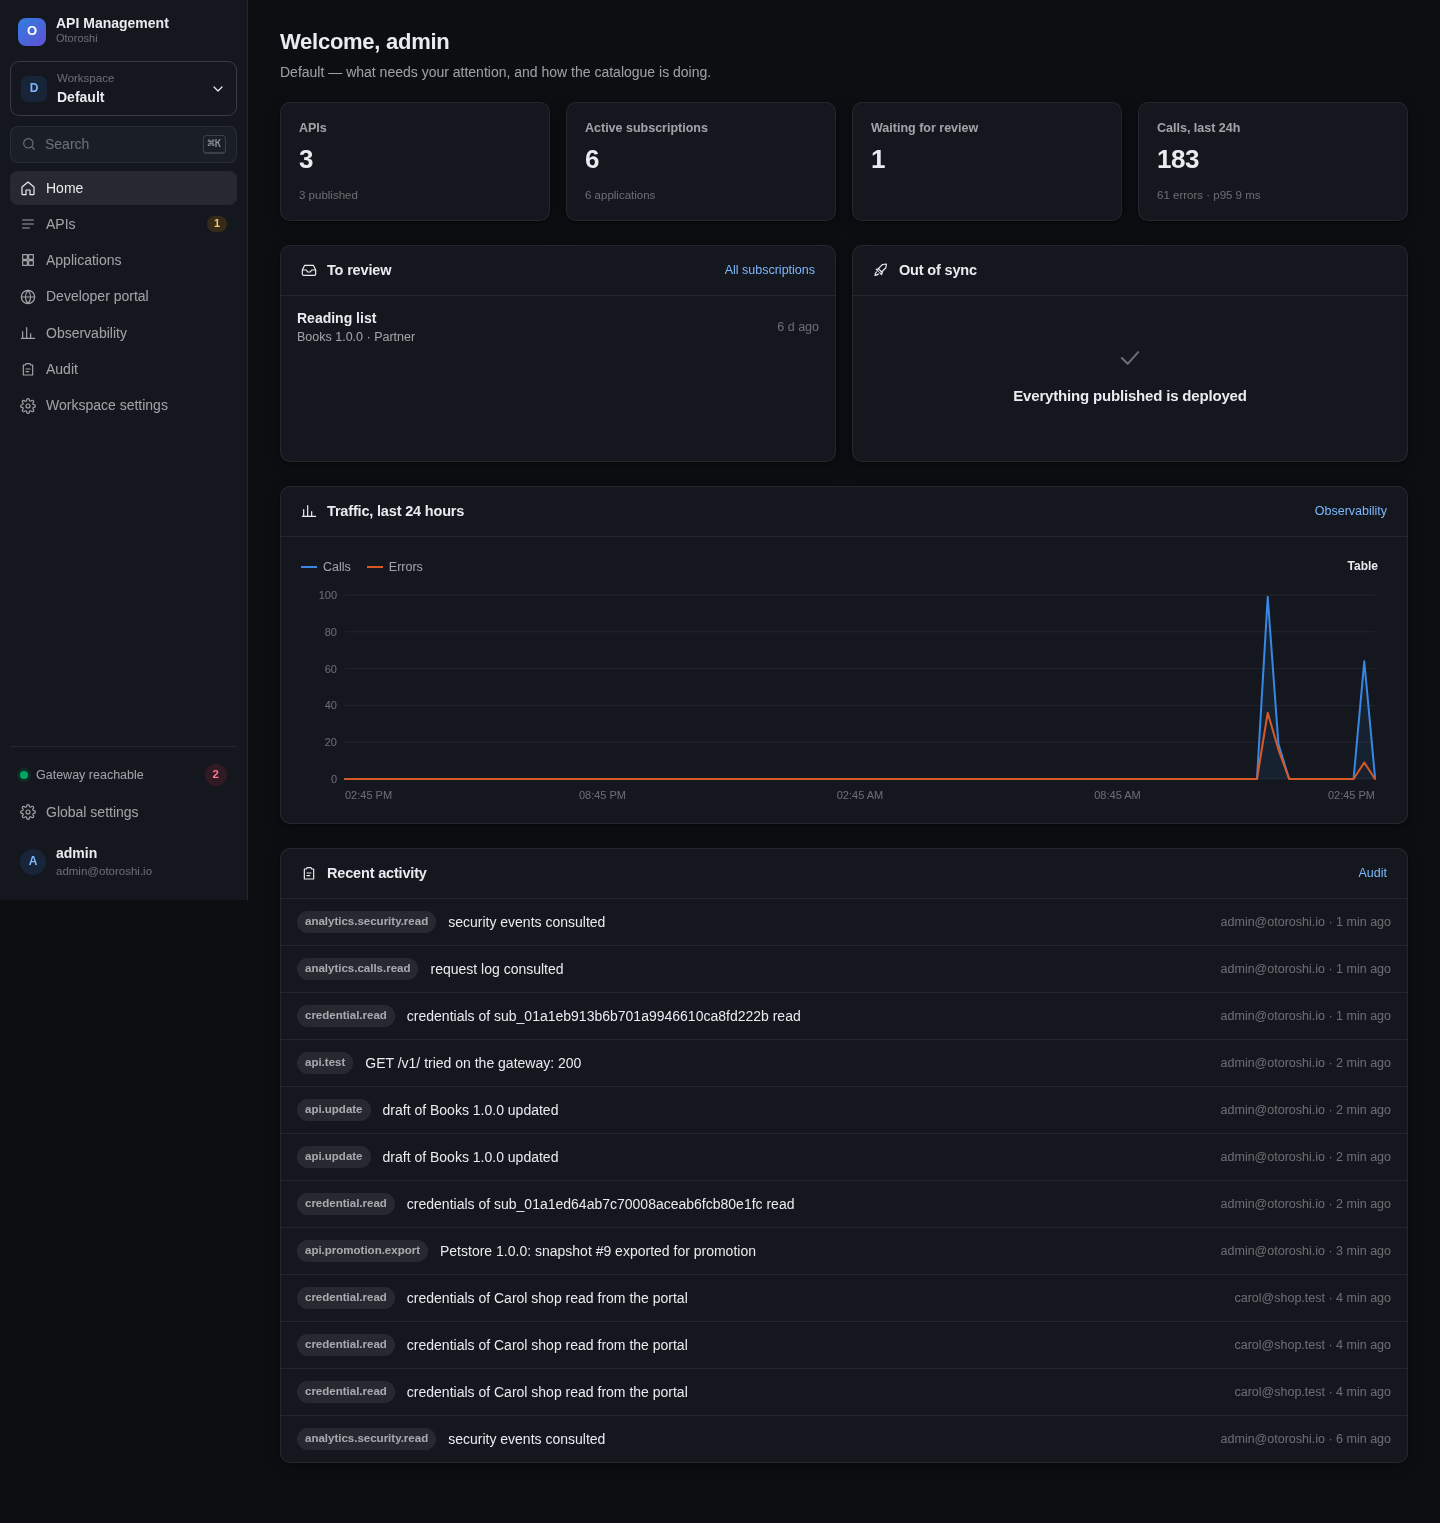 O
API Management
Otoroshi
D
Workspace
Default
Search
⌘K
Home
APIs
1
Applications
Developer portal
Observability
Audit
Workspace settings
Gateway reachable
2
Global settings
A
admin
admin@otoroshi.io
Welcome, admin
Default — what needs your attention, and how the catalogue is doing.
APIs
3
3 published
Active subscriptions
6
6 applications
Waiting for review
1
Calls, last 24h
183
61 errors · p95 9 ms
To review
All subscriptions
Reading list
Books 1.0.0 · Partner
6 d ago
Out of sync
Everything published is deployed
Traffic, last 24 hours
Observability
Calls
Errors
Table
100
80
60
40
20
0
02:45 PM
08:45 PM
02:45 AM
08:45 AM
02:45 PM
Recent activity
Audit
analytics.security.read security events consulted admin@otoroshi.io · 1 min ago
analytics.calls.read request log consulted admin@otoroshi.io · 1 min ago
credential.read credentials of sub_01a1eb913b6b701a9946610ca8fd222b read admin@otoroshi.io · 1 min ago
api.test GET /v1/ tried on the gateway: 200 admin@otoroshi.io · 2 min ago
api.update draft of Books 1.0.0 updated admin@otoroshi.io · 2 min ago
api.update draft of Books 1.0.0 updated admin@otoroshi.io · 2 min ago
credential.read credentials of sub_01a1ed64ab7c70008aceab6fcb80e1fc read admin@otoroshi.io · 2 min ago
api.promotion.export Petstore 1.0.0: snapshot #9 exported for promotion admin@otoroshi.io · 3 min ago
credential.read credentials of Carol shop read from the portal carol@shop.test · 4 min ago
credential.read credentials of Carol shop read from the portal carol@shop.test · 4 min ago
credential.read credentials of Carol shop read from the portal carol@shop.test · 4 min ago
analytics.security.read security events consulted admin@otoroshi.io · 6 min ago